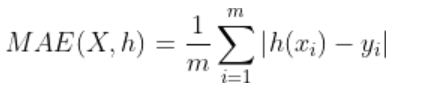 MAE(X, h) = \frac{1}{m} \sum_{i=1}^{m} |h(x_i) - y_i|